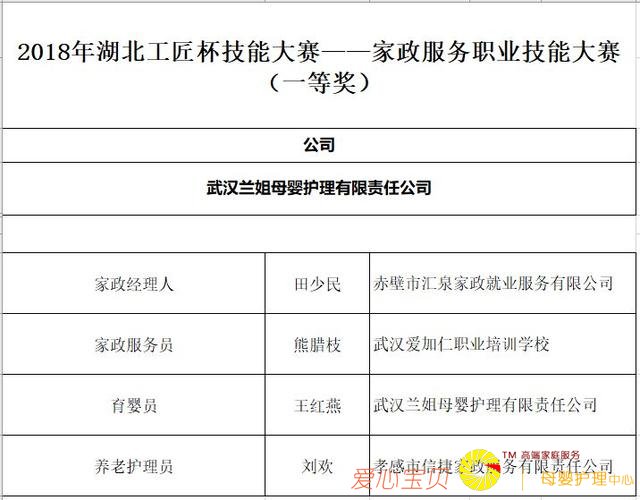 2018年湖北工匠杯技能大赛——家政服务职业技能大赛
（一等奖）
公司
武汉兰姐母婴护理有限责任公司
家政经理人 田少民 赤壁市汇泉家政就业服务有限公司
家政服务员 熊腊枝 武汉爱加仁职业培训学校
育婴员 王红燕 武汉兰姐母婴护理有限责任公司
养老护理员 刘欢 孝感市信捷家政服务有限责任公司
TM 高端家庭服务
爱心宝贝 母婴护理中心